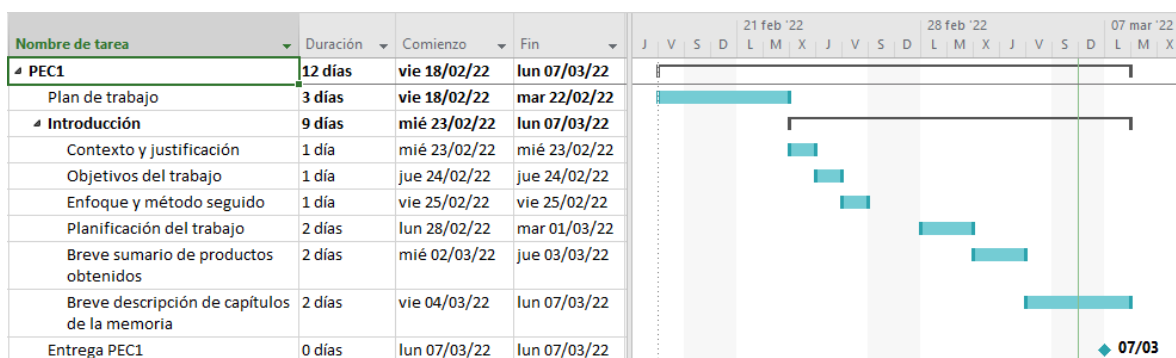 21 feb '22 28 feb '22 07 mar '22
Nombre de tarea Duración Comienzo Fin J V S D L M X J V S D L M X J V S D L M X
PEC1 12 días vie 18/02/22 lun 07/03/22
Plan de trabajo 3 días vie 18/02/22 mar 22/02/22
Introducción 9 días mié 23/02/22 lun 07/03/22
Contexto y justificación 1 día mié 23/02/22 mié 23/02/22
Objetivos del trabajo 1 día jue 24/02/22 jue 24/02/22
Enfoque y método seguido 1 día vie 25/02/22 vie 25/02/22
Planificación del trabajo 2 días lun 28/02/22 mar 01/03/22
Breve sumario de productos 2 días mié 02/03/22 jue 03/03/22
obtenidos
Breve descripción de capítulos 2 días vie 04/03/22 lun 07/03/22
de la memoria
Entrega PEC1 0 días lun 07/03/22 lun 07/03/22 07/03